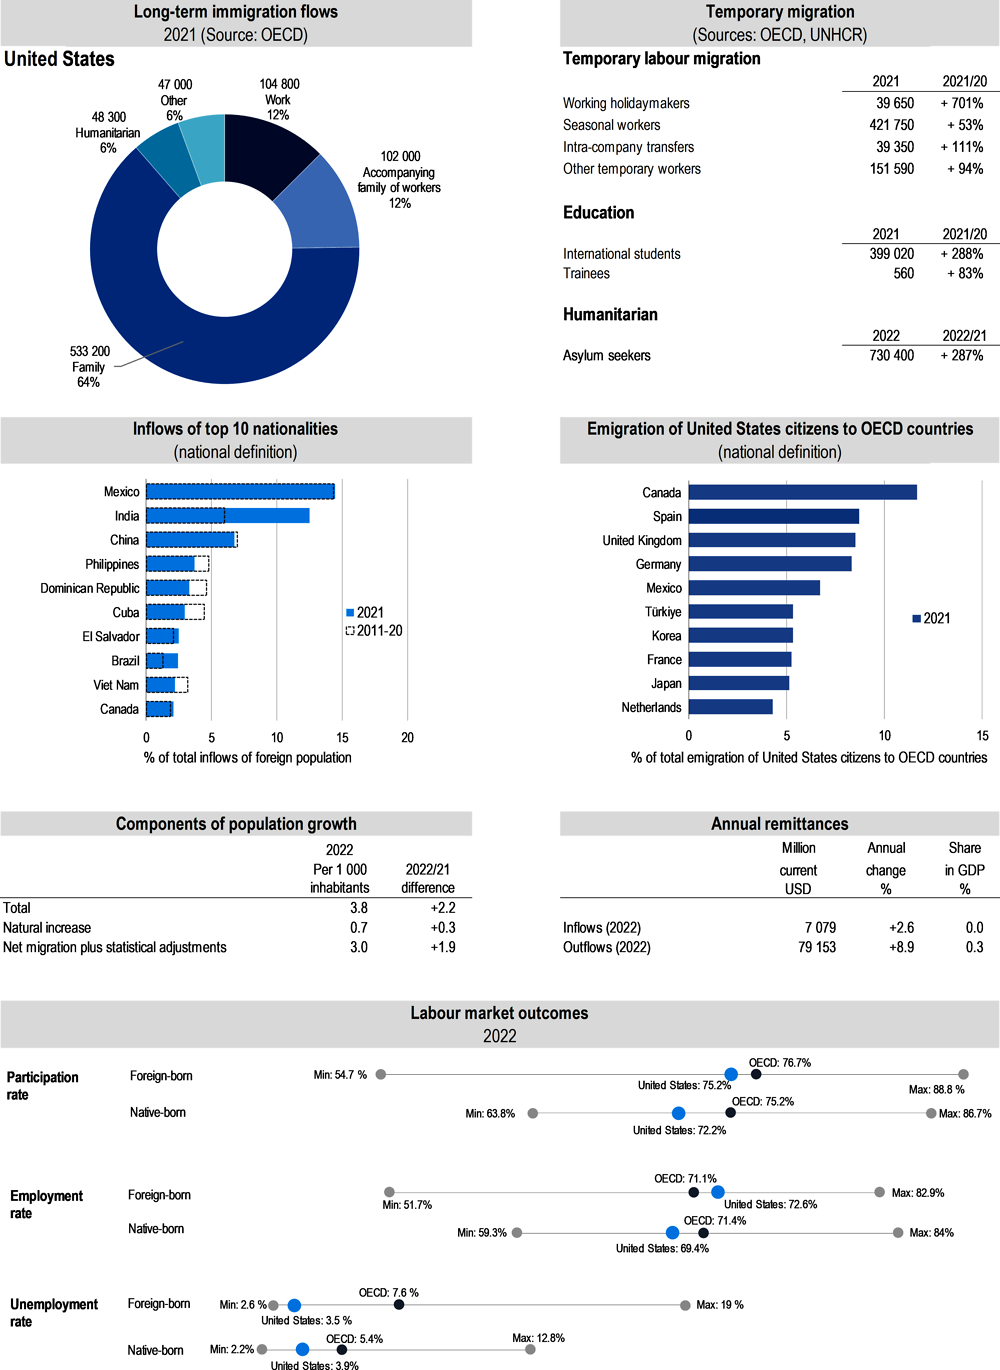 Long-term immigration flows
2021 (Source: OECD)
United States
47 000
Other
6%
104 800
Work
12%
48 300
Humanitarian
6%
102 000
Accompanying
family of workers
12%
533 200
Family
64%
Temporary migration
(Sources: OECD, UNHCR)
Temporary labour migration
2021 2021/20
Working holidaymakers 39 650 + 701%
Seasonal workers 421 750 + 53%
Intra-company transfers 39 350 + 111%
Other temporary workers 151 590 + 94%
Education
2021 2021/20
International students 399 020 + 288%
Trainees 560 + 83%
Humanitarian
2022 2022/21
Asylum seekers 730 400 + 287%
Inflows of top 10 nationalities
(national definition)
Mexico
India
China
Philippines
Dominican Republic
Cuba
El Salvador
Brazil
Viet Nam
Canada
2021
2011-20
0 5 10 15 20
% of total inflows of foreign population
Emigration of United States citizens to OECD countries
(national definition)
Canada
Spain
United Kingdom
Germany
Mexico
Türkiye
Korea
France
Japan
Netherlands
2021
0 5 10 15
% of total emigration of United States citizens to OECD countries
Components of population growth
2022
Per 1 000 2022/21
inhabitants difference
Total 3.8 +2.2
Natural increase 0.7 +0.3
Net migration plus statistical adjustments 3.0 +1.9
Annual remittances
Million Annual Share
current change in GDP
USD % %
Inflows (2022) 7 079 +2.6 0.0
Outflows (2022) 79 153 +8.9 0.3
Labour market outcomes
2022
Participation
rate
Foreign-born
Min: 54.7 %
United States: 75.2%
OECD: 76.7%
Max: 88.8 %
Native-born
Min: 63.8%
United States: 72.2%
OECD: 75.2%
Max: 86.7%
Employment
rate
Foreign-born
Min: 51.7%
OECD: 71.1%
United States: 72.6%
Max: 82.9%
Native-born
Min: 59.3%
United States: 69.4%
OECD: 71.4%
Max: 84%
Unemployment
rate
Foreign-born
Min: 2.6 %
United States: 3.5 %
OECD: 7.6 %
Max: 19 %
Native-born
Min: 2.2%
United States: 3.9%
OECD: 5.4%
Max: 12.8%